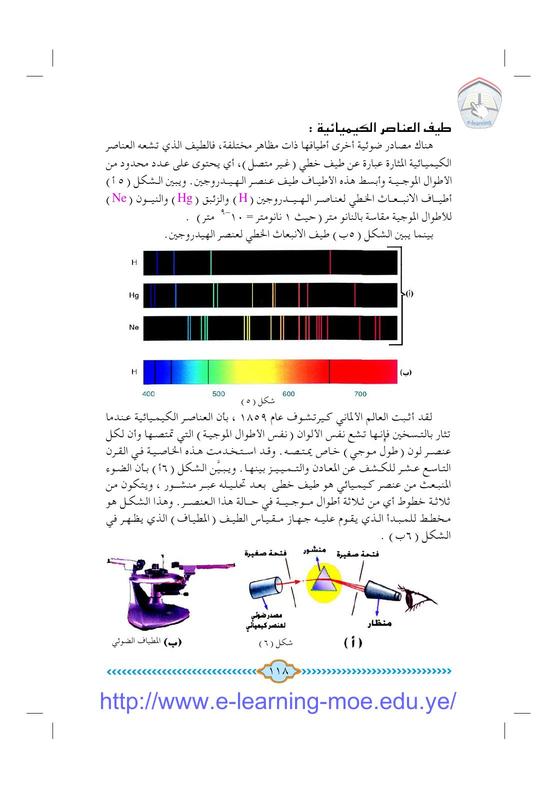 e-learning
طيف العناصر الكيميائية :
هناك مصادر ضوئية أخرى أطيافها ذات مظاهر مختلفة، فالطيف الذي تشعه العناصر
الكيميائية المثارة عبارة عن طيف خطي (غير متصل)، أي يحتوى على عدد محدود من
الاطوال الموجية وأبسط هذه الاطياف طيف عنصر الهيدروجين. ويبين الشكل ( ٥ أ )
أطياف الانبعاث الخطي لعناصر الهيدروجين ( H ) والزئبق ( Hg ) والنيون ( Ne )
للأطوال الموجية مقاسة بالنانو متر ( حيث ١ نانومتر = ١٠⁻⁹ متر ) .
بينما يبين الشكل ( ٥ب ) طيف الانبعاث الخطي لعنصر الهيدروجين.
H
Hg
(أ)
Ne
H
(ب)
400 500 600 700
شكل ( ٥ )
لقد أثبت العالم الالماني كيرتشوف عام ١٨٥٩ ، بأن العناصر الكيميائية عندما
تثار بالتسخين فإنها تشع نفس الالوان ( نفس الاطوال الموجية ) التي تمتصها وأن لكل
عنصر لون ( طول موجي ) خاص يمتصه . وقد استخدمت هذه الخاصية في القرن
التاسع عشر للكشف عن المعادن والتمييز بينها . ويبيَّن الشكل ( ٦أ ) بأن الضوء
المنبعث من عنصر كيميائي هو طيف خطي بعد تحليله عبر منشور ، ويتكون من
ثلاثة خطوط أي من ثلاثة أطوال موجية في حالة هذا العنصر . وهذا الشكل هو
مخطط للمبدأ الذي يقوم عليه جهاز مقياس الطيف ( المطياف ) الذي يظهر في
الشكل ( ٦ب ) .
فتحة صغيرة
منشور
فتحة صغيرة
مصدر ضوئي
لعنصر كيميائي
منظار
(أ)
شكل ( ٦ )
(ب) المطياف الضوئي
١١٨
http://www.e-learning-moe.edu.ye/